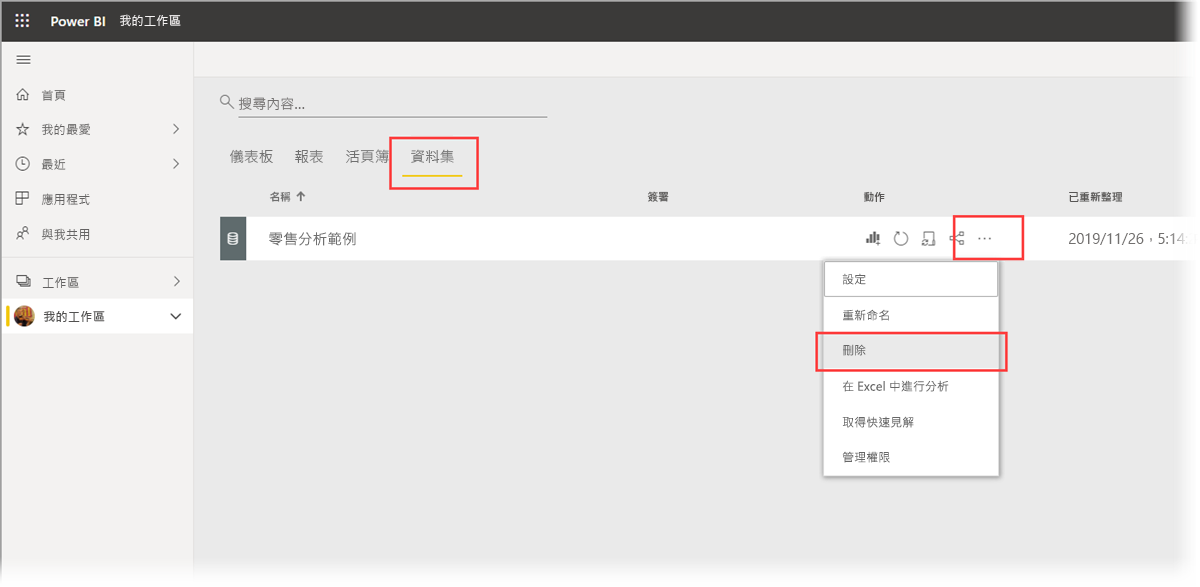 Power BI 我的工作區
首頁
我的最愛
最近
應用程式
與我共用
工作區
我的工作區
搜尋內容...
儀表板 報表 活頁簿 資料集
名稱 簽署 動作 已重新整理
零售分析範例 2019/11/26,5:14:
設定
重新命名
刪除
在 Excel 中進行分析
取得快速見解
管理權限